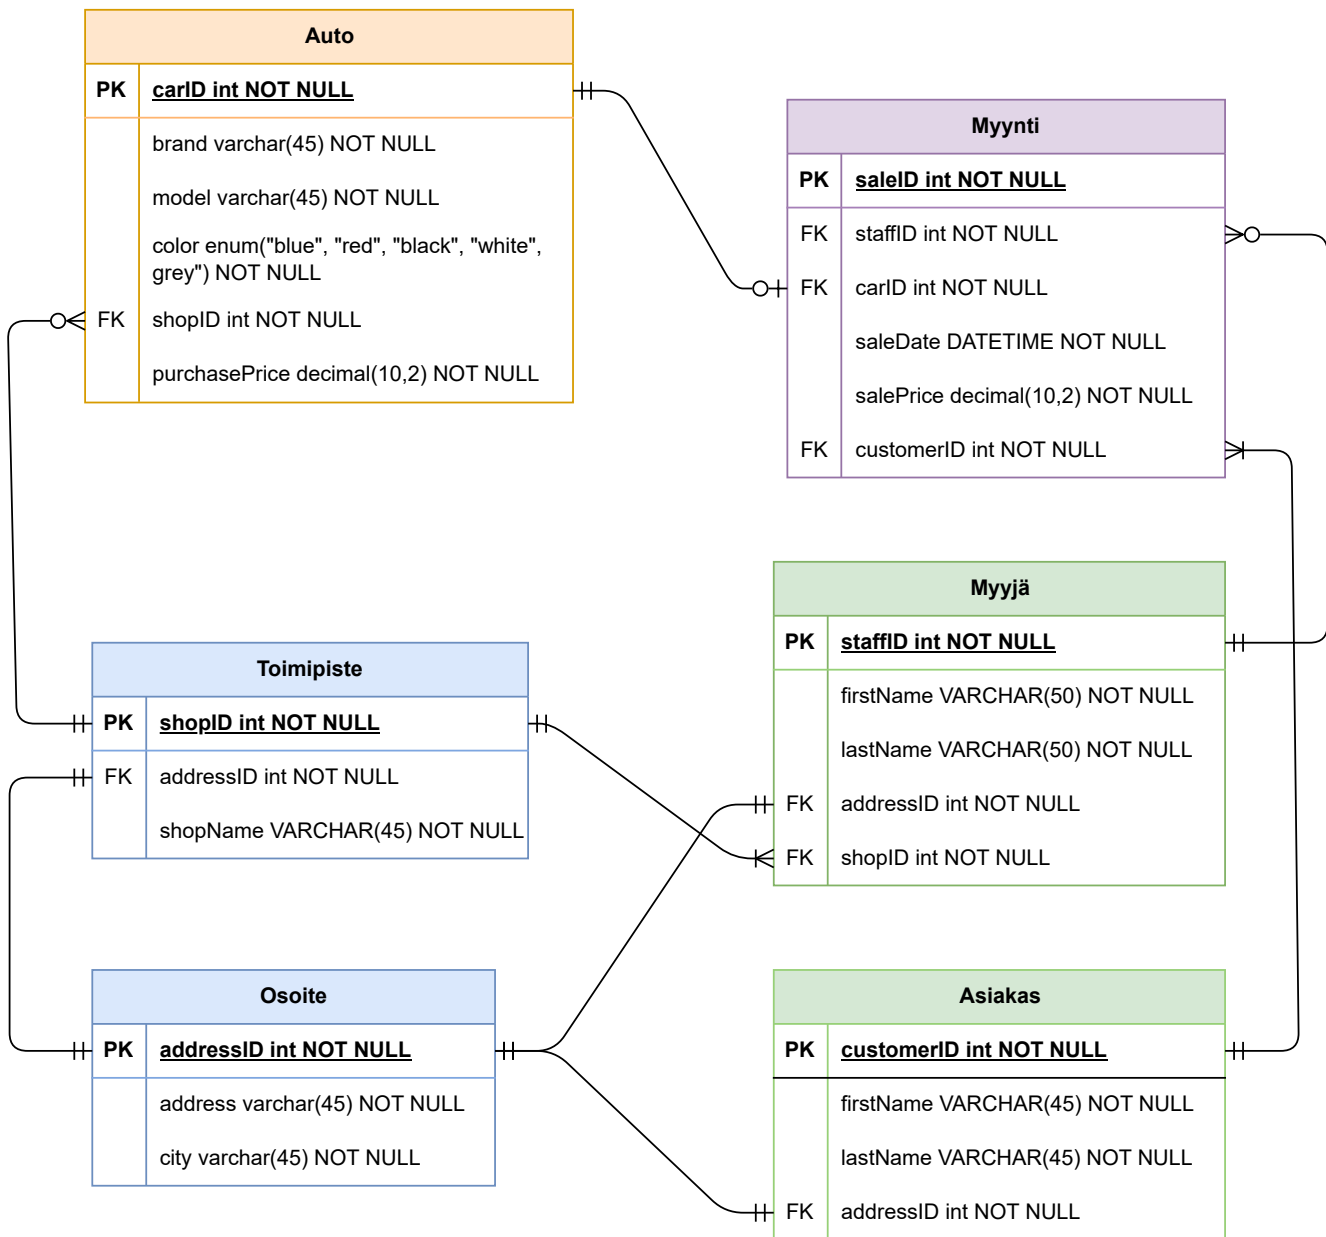 Auto
PK carID int NOT NULL
brand varchar(45) NOT NULL
model varchar(45) NOT NULL
color enum("blue", "red", "black", "white",
grey") NOT NULL
FK shopID int NOT NULL
purchasePrice decimal(10,2) NOT NULL
Myynti
PK saleID int NOT NULL
FK staffID int NOT NULL
FK carID int NOT NULL
saleDate DATETIME NOT NULL
salePrice decimal(10,2) NOT NULL
FK customerID int NOT NULL
Toimipiste
PK shopID int NOT NULL
FK addressID int NOT NULL
shopName VARCHAR(45) NOT NULL
Myyjä
PK staffID int NOT NULL
firstName VARCHAR(50) NOT NULL
lastName VARCHAR(50) NOT NULL
FK addressID int NOT NULL
FK shopID int NOT NULL
Osoite
PK addressID int NOT NULL
address varchar(45) NOT NULL
city varchar(45) NOT NULL
Asiakas
PK customerID int NOT NULL
firstName VARCHAR(45) NOT NULL
lastName VARCHAR(45) NOT NULL
FK addressID int NOT NULL